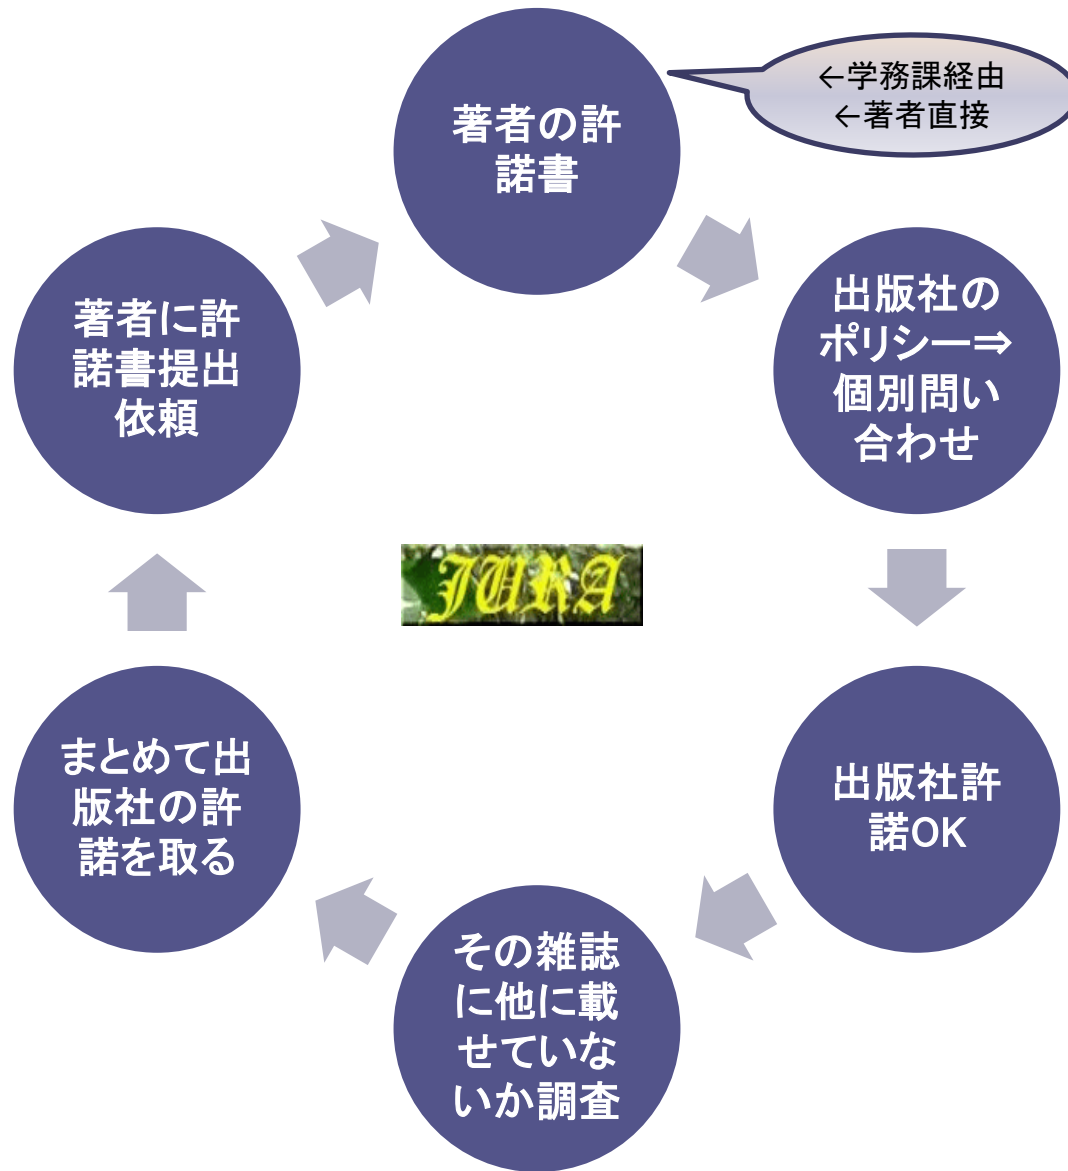 著者の許
諾書
←学務課経由
←著者直接
出版社の
ポリシー⇒
個別問い
合わせ
出版社許
諾OK
その雑誌
に他に載
せていな
いか調査
まとめて出
版社の許
諾を取る
著者に許
諾書提出
依頼
JURA